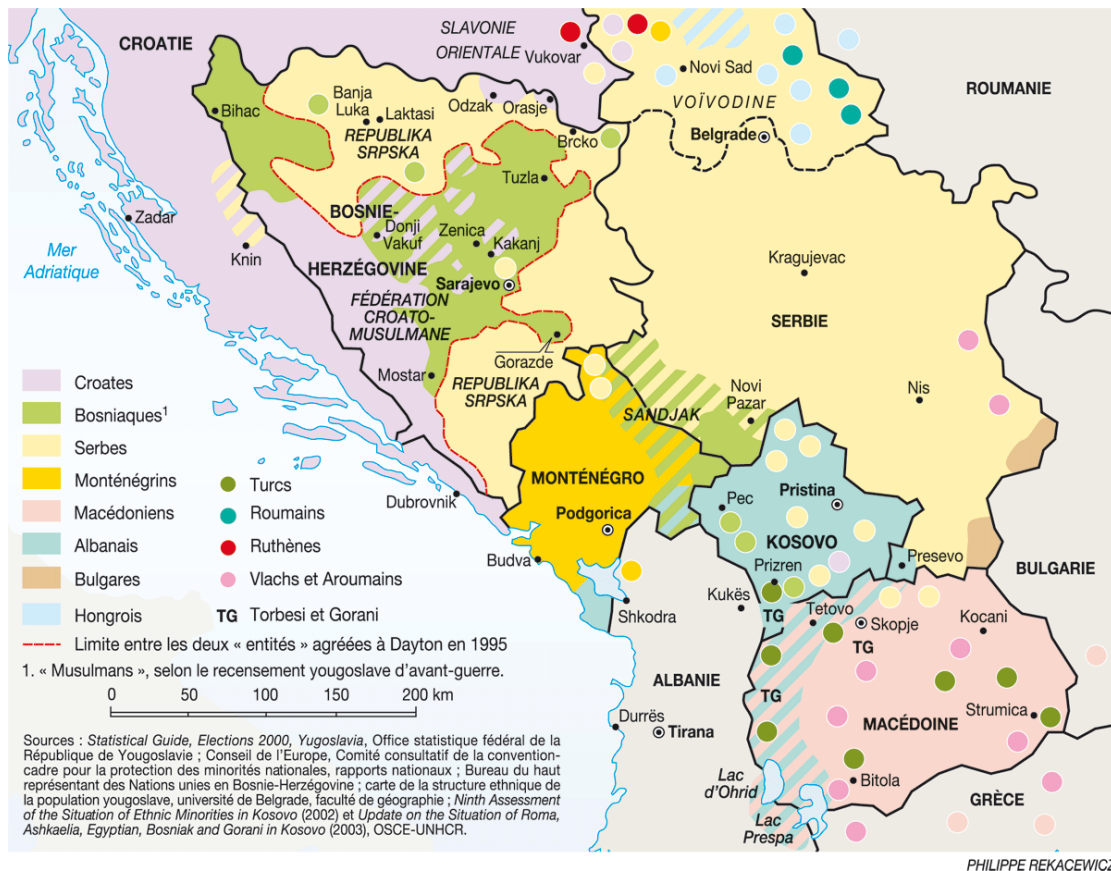 CROATIE
SLAVONIE
ORIENTALE
Vukovar
Novi Sad
VOÏVODINE
ROUMANIE
Bihac
Banja
Luka
Laktasi
REPUBLIKA
SRPSKA
Odzak
Orasje
Brcko
Belgrade
Tuzla
Zadar
Mer
Adriatique
Knin
BOSNIE-
HERZÉGOVINE
Donji
Vakuf
Zenica
Kakanj
Sarajevo
FÉDÉRATION
CROATO-
MUSULMANE
Kragujevac
SERBIE
Gorazde
Mostar
REPUBLIKA
SRPSKA
Novi
Pazar
SANDJAK
Nis
Dubrovnik
MONTÉNÉGRO
Podgorica
Budva
Pec
Pristina
KOSOVO
Prizren
Presevo
BULGARIE
Kukës
Shkodra
TG
Tetovo
Skopje
TG
Kocani
ALBANIE
TG
MACÉDOINE
Strumica
Durrës
Tirana
Bitola
Lac
d'Ohrid
Lac
Prespa
GRÈCE
Croates
Bosniaques¹
Serbes
Monténégrins
Macédoniens
Albanais
Bulgares
Hongrois
Turcs
Roumains
Ruthènes
Vlachs et Aroumains
TG Torbesi et Gorani
Limite entre les deux « entités » agréées à Dayton en 1995
1. « Musulmans », selon le recensement yougoslave d'avant-guerre.
0 50 100 150 200 km
Sources : Statistical Guide, Elections 2000, Yugoslavia, Office statistique fédéral de la
République de Yougoslavie ; Conseil de l'Europe, Comité consultatif de la convention-
cadre pour la protection des minorités nationales, rapports nationaux ; Bureau du haut
représentant des Nations unies en Bosnie-Herzégovine ; carte de la structure ethnique de
la population yougoslave, université de Belgrade, faculté de géographie ; Ninth Assessment
of the Situation of Ethnic Minorities in Kosovo (2002) et Update on the Situation of Roma,
Ashkaelia, Egyptian, Bosniak and Gorani in Kosovo (2003), OSCE-UNHCR.
PHILIPPE REKACEWICZ